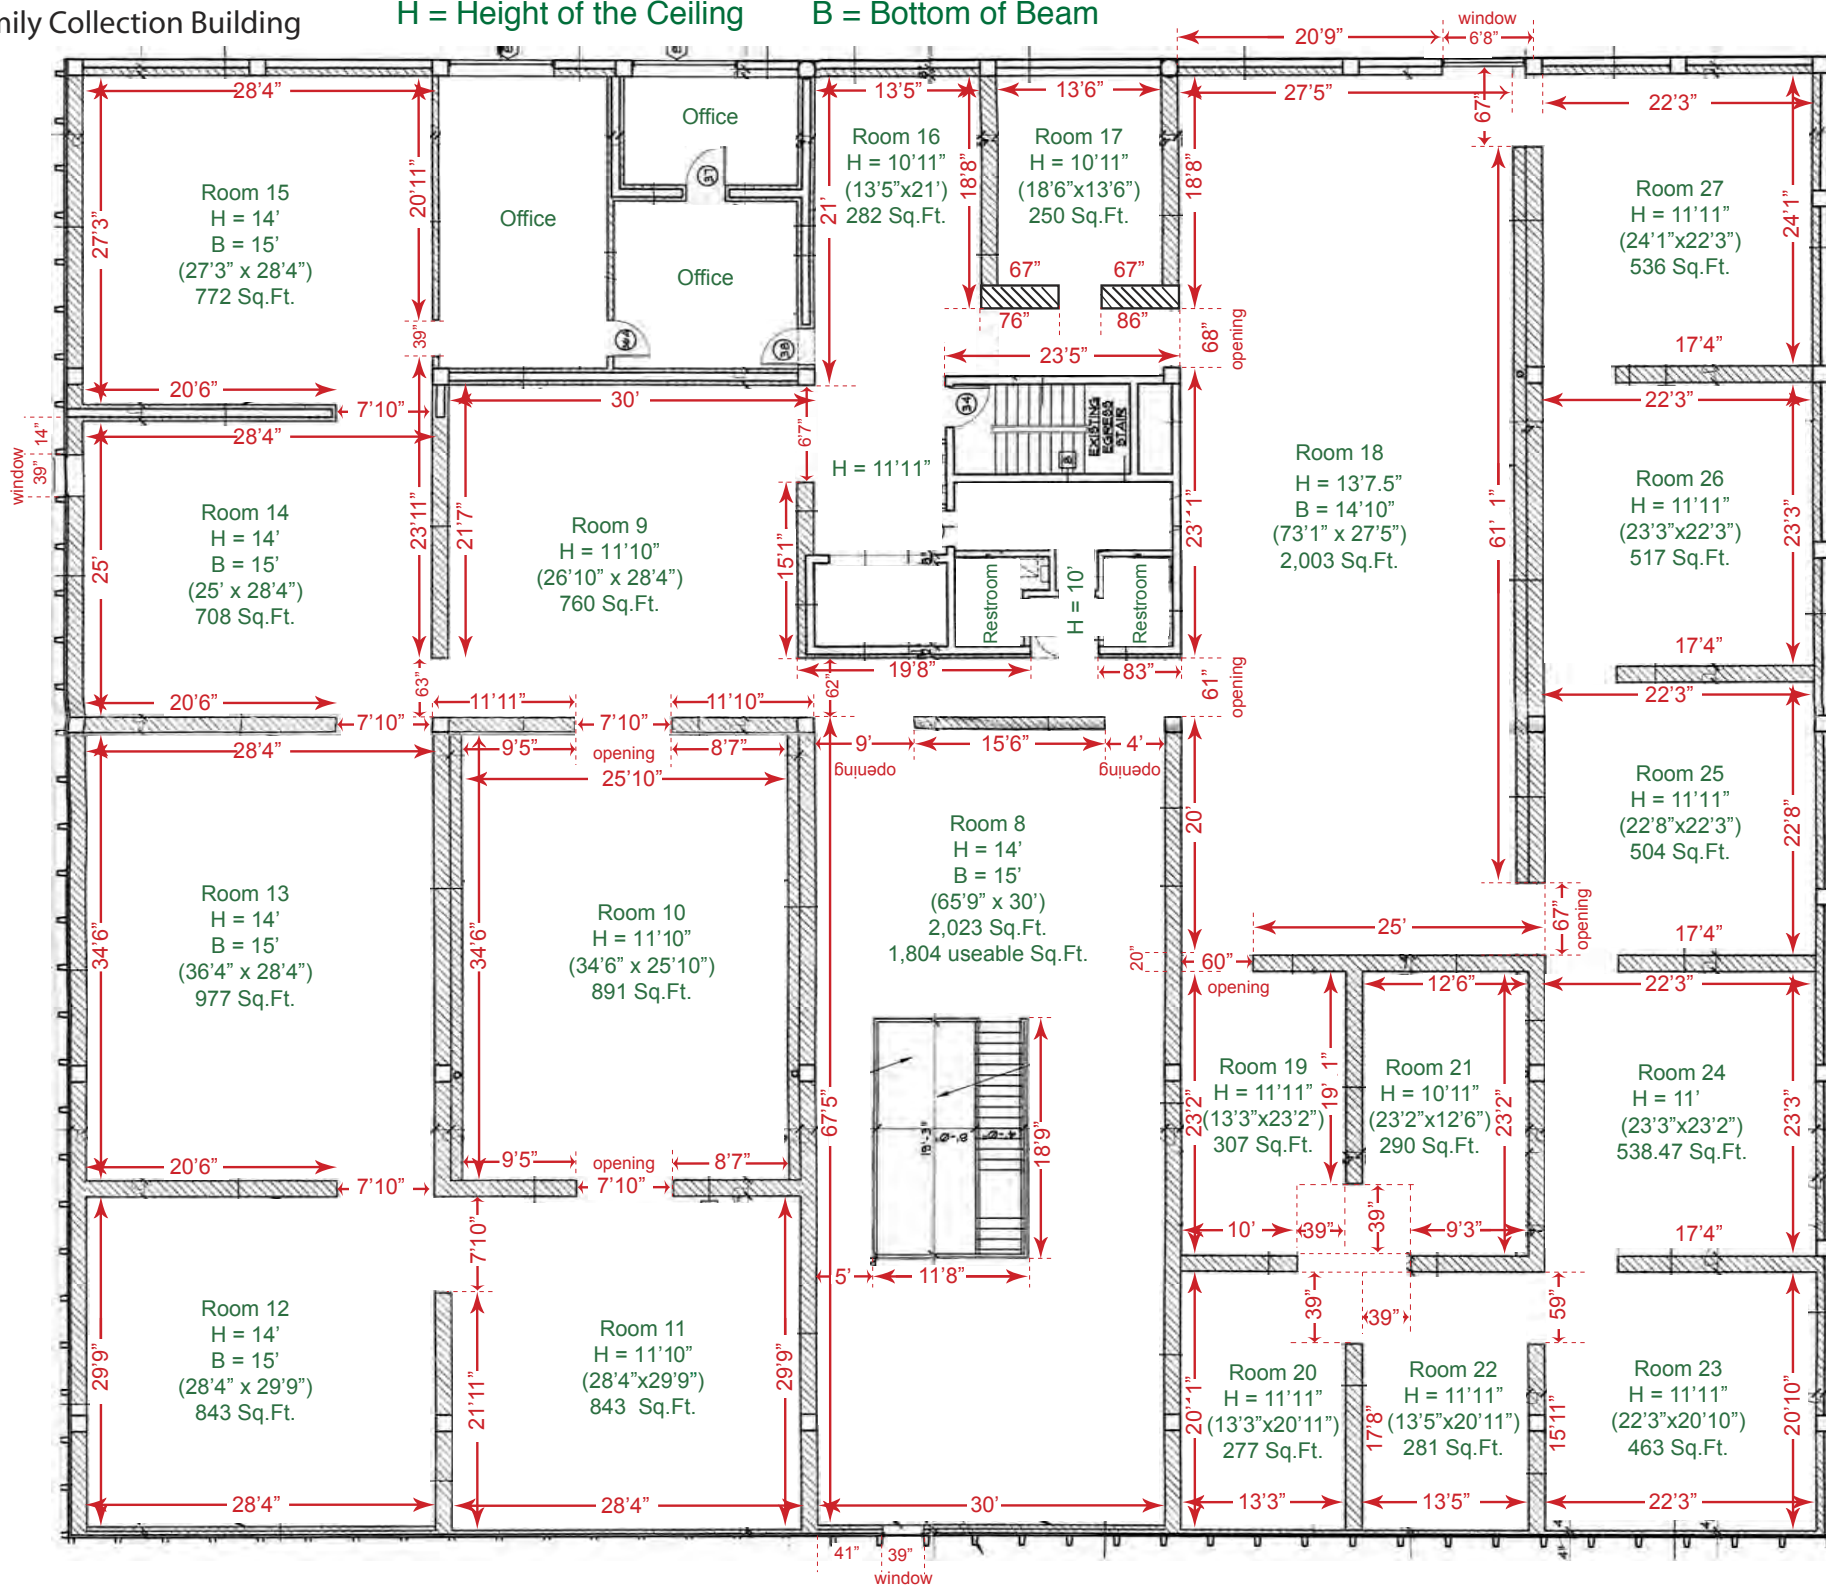 mily Collection Building
H = Height of the Ceiling
B = Bottom of Beam
window
20’9”
6’8”
28’4”
13’5”
13’6”
27’5”
67”
22’3”
Office
Room 15
H = 14’
B = 15’
(27’3” x 28’4”)
772 Sq.Ft.
27’3”
20’11”
39”
Office
Office
Room 16
H = 10’11”
(13’5”x21’)
282 Sq.Ft.
21’
18’8”
Room 17
H = 10’11”
(18’6”x13’6”)
250 Sq.Ft.
18’8”
67”
67”
76”
86”
68”
opening
23’5”
Room 27
H = 11’11”
(24’1”x22’3”)
536 Sq.Ft.
24’1”
17’4”
20’6”
7’10”
28’4”
30’
6’7”
22’3”
34
EXISTING
EGRESS
STAIR
window
14”
39”
Room 14
H = 14’
B = 15’
(25’ x 28’4”)
708 Sq.Ft.
25’
23’11”
21’7”
Room 9
H = 11’10”
(26’10” x 28’4”)
760 Sq.Ft.
15’1”
H = 11’11”
Restroom
H = 10’
Restroom
23’ 1”
Room 18
H = 13’7.5”
B = 14’10”
(73’1” x 27’5”)
2,003 Sq.Ft.
61’ 1”
Room 26
H = 11’11”
(23’3”x22’3”)
517 Sq.Ft.
23’3”
17’4”
20’6”
7’10”
63”
11’11”
7’10”
11’10”
62”
19’8”
83”
61”
opening
22’3”
28’4”
9’5”
opening
8’7”
25’10”
9’
opening
15’6”
4’
opening
Room 25
H = 11’11”
(22’8”x22’3”)
504 Sq.Ft.
22’8”
17’4”
Room 13
H = 14’
B = 15’
(36’4” x 28’4”)
977 Sq.Ft.
34’6”
34’6”
Room 10
H = 11’10”
(34’6” x 25’10”)
891 Sq.Ft.
Room 8
H = 14’
B = 15’
(65’9” x 30’)
2,023 Sq.Ft.
1,804 useable Sq.Ft.
67’5”
20’
25’
67”
opening
20”
60”
opening
12’6”
22’3”
18’9”
5’
11’8”
Room 19
H = 11’11”
(13’3”x23’2”)
307 Sq.Ft.
23’2”
19’ 1”
Room 21
H = 10’11”
(23’2”x12’6”)
290 Sq.Ft.
23’2”
Room 24
H = 11’
(23’3”x23’2”)
538.47 Sq.Ft.
23’3”
17’4”
20’6”
7’10”
9’5”
opening
7’10”
8’7”
10’
39”
39”
9’3”
7’10”
39”
39”
59”
Room 12
H = 14’
B = 15’
(28’4” x 29’9”)
843 Sq.Ft.
29’9”
21’11”
Room 11
H = 11’10”
(28’4”x29’9”)
843 Sq.Ft.
29’9”
Room 20
H = 11’11”
(13’3”x20’11”)
277 Sq.Ft.
20’11”
17’8”
Room 22
H = 11’11”
(13’5”x20’11”)
281 Sq.Ft.
15’11”
Room 23
H = 11’11”
(22’3”x20’10”)
463 Sq.Ft.
20’10”
28’4”
28’4”
30’
13’3”
13’5”
22’3”
41”
39”
window